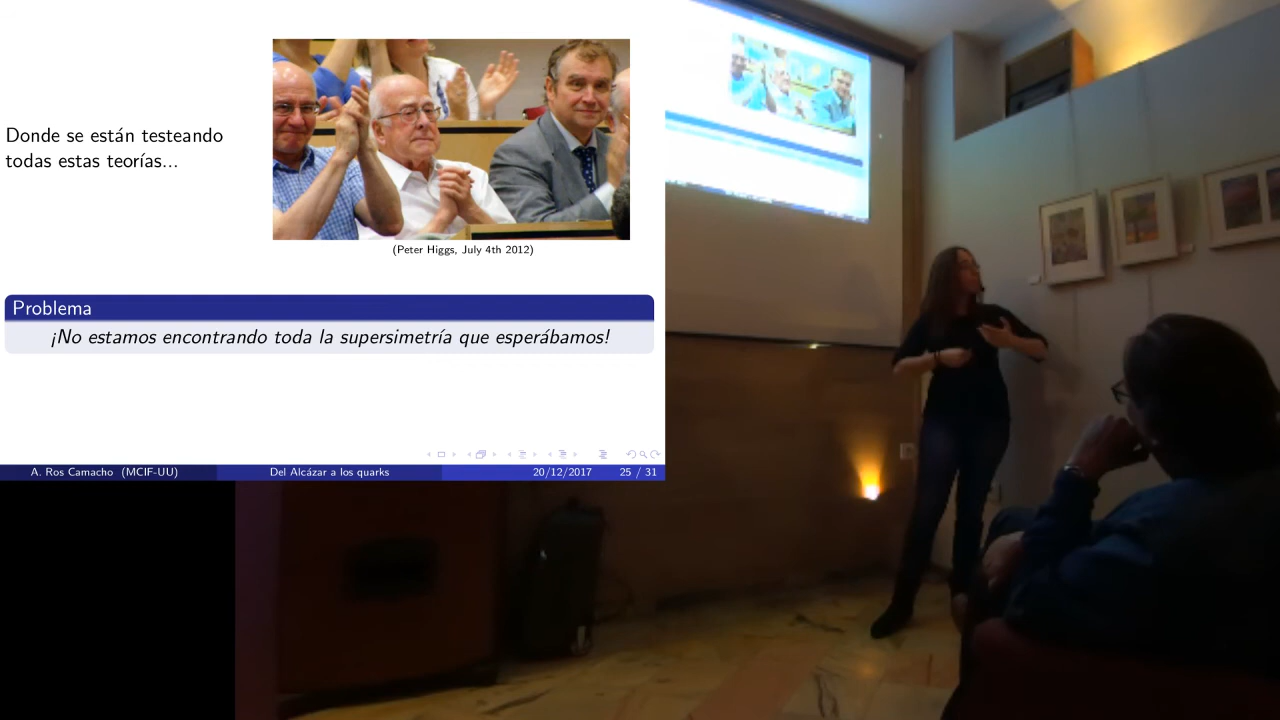 Donde se están testeando
todas estas teorías...
(Peter Higgs, July 4th 2012)
Problema
¡No estamos encontrando toda la supersimetría que esperábamos!
A. Ros Camacho (MCIF-UU)
Del Alcázar a los quarks
20/12/2017
25 / 31